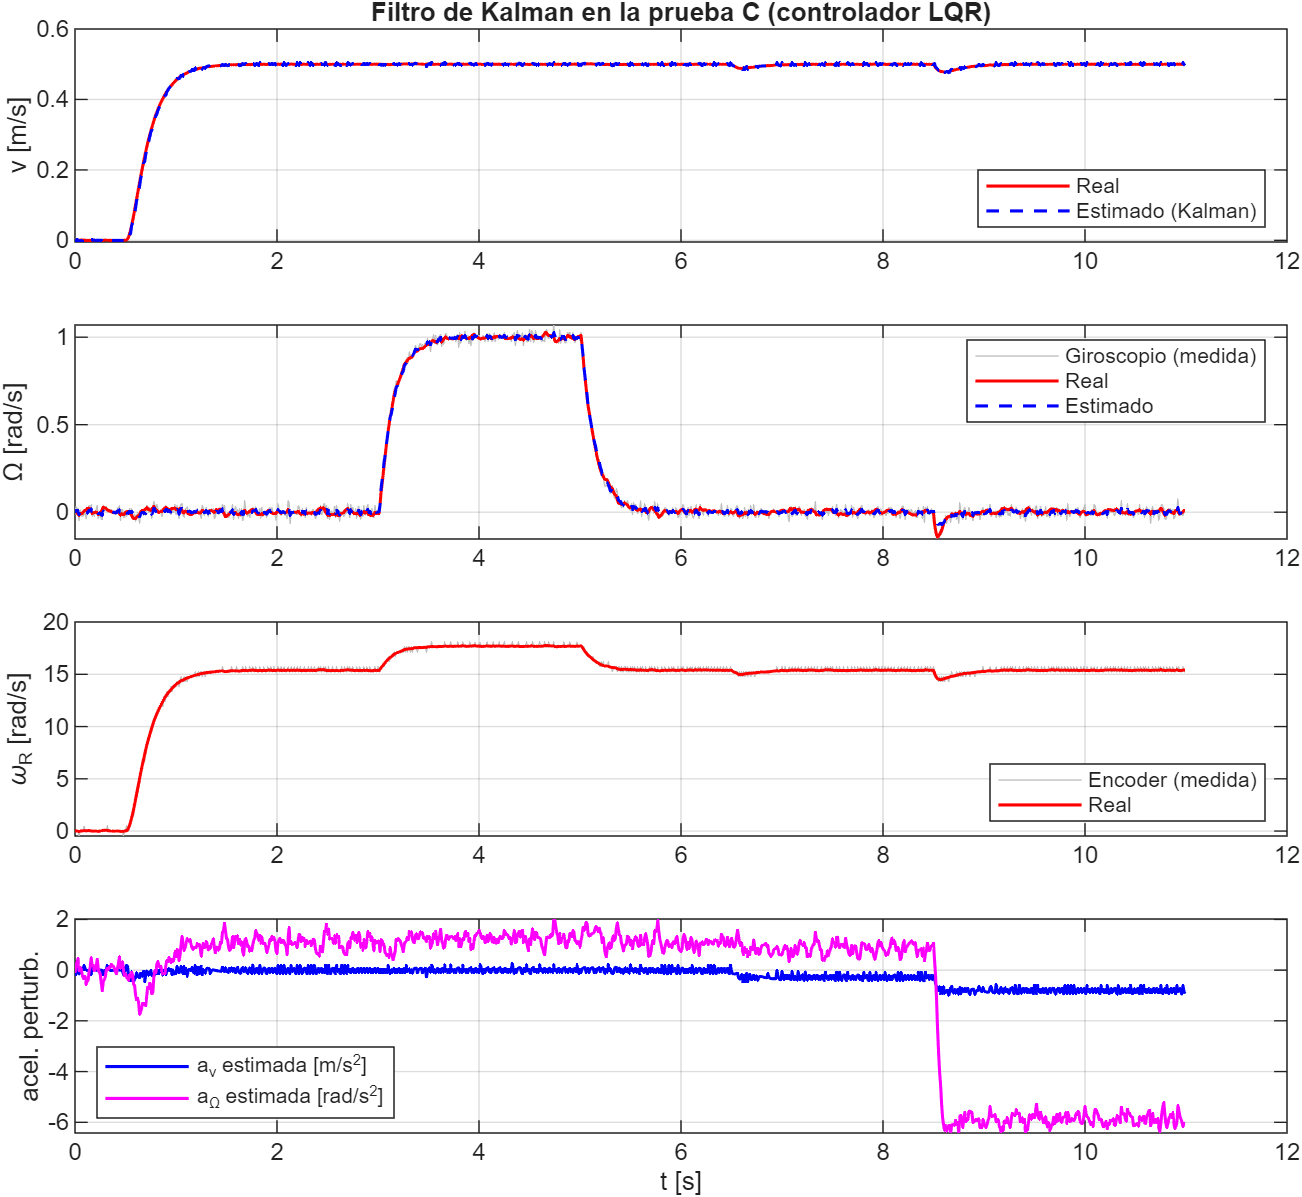 Filtro de Kalman en la prueba C (controlador LQR)
v [m/s]
0.6
0.4
0.2
0
Real
Estimado (Kalman)
0 2 4 6 8 10 12
Ω [rad/s]
1
0.5
0
Giroscopio (medida)
Real
Estimado
0 2 4 6 8 10 12
ω_R [rad/s]
20
15
10
5
0
Encoder (medida)
Real
0 2 4 6 8 10 12
acel. perturb.
2
0
-2
-4
-6
a_v estimada [m/s²]
a_Ω estimada [rad/s²]
0 2 4 6 8 10 12
t [s]